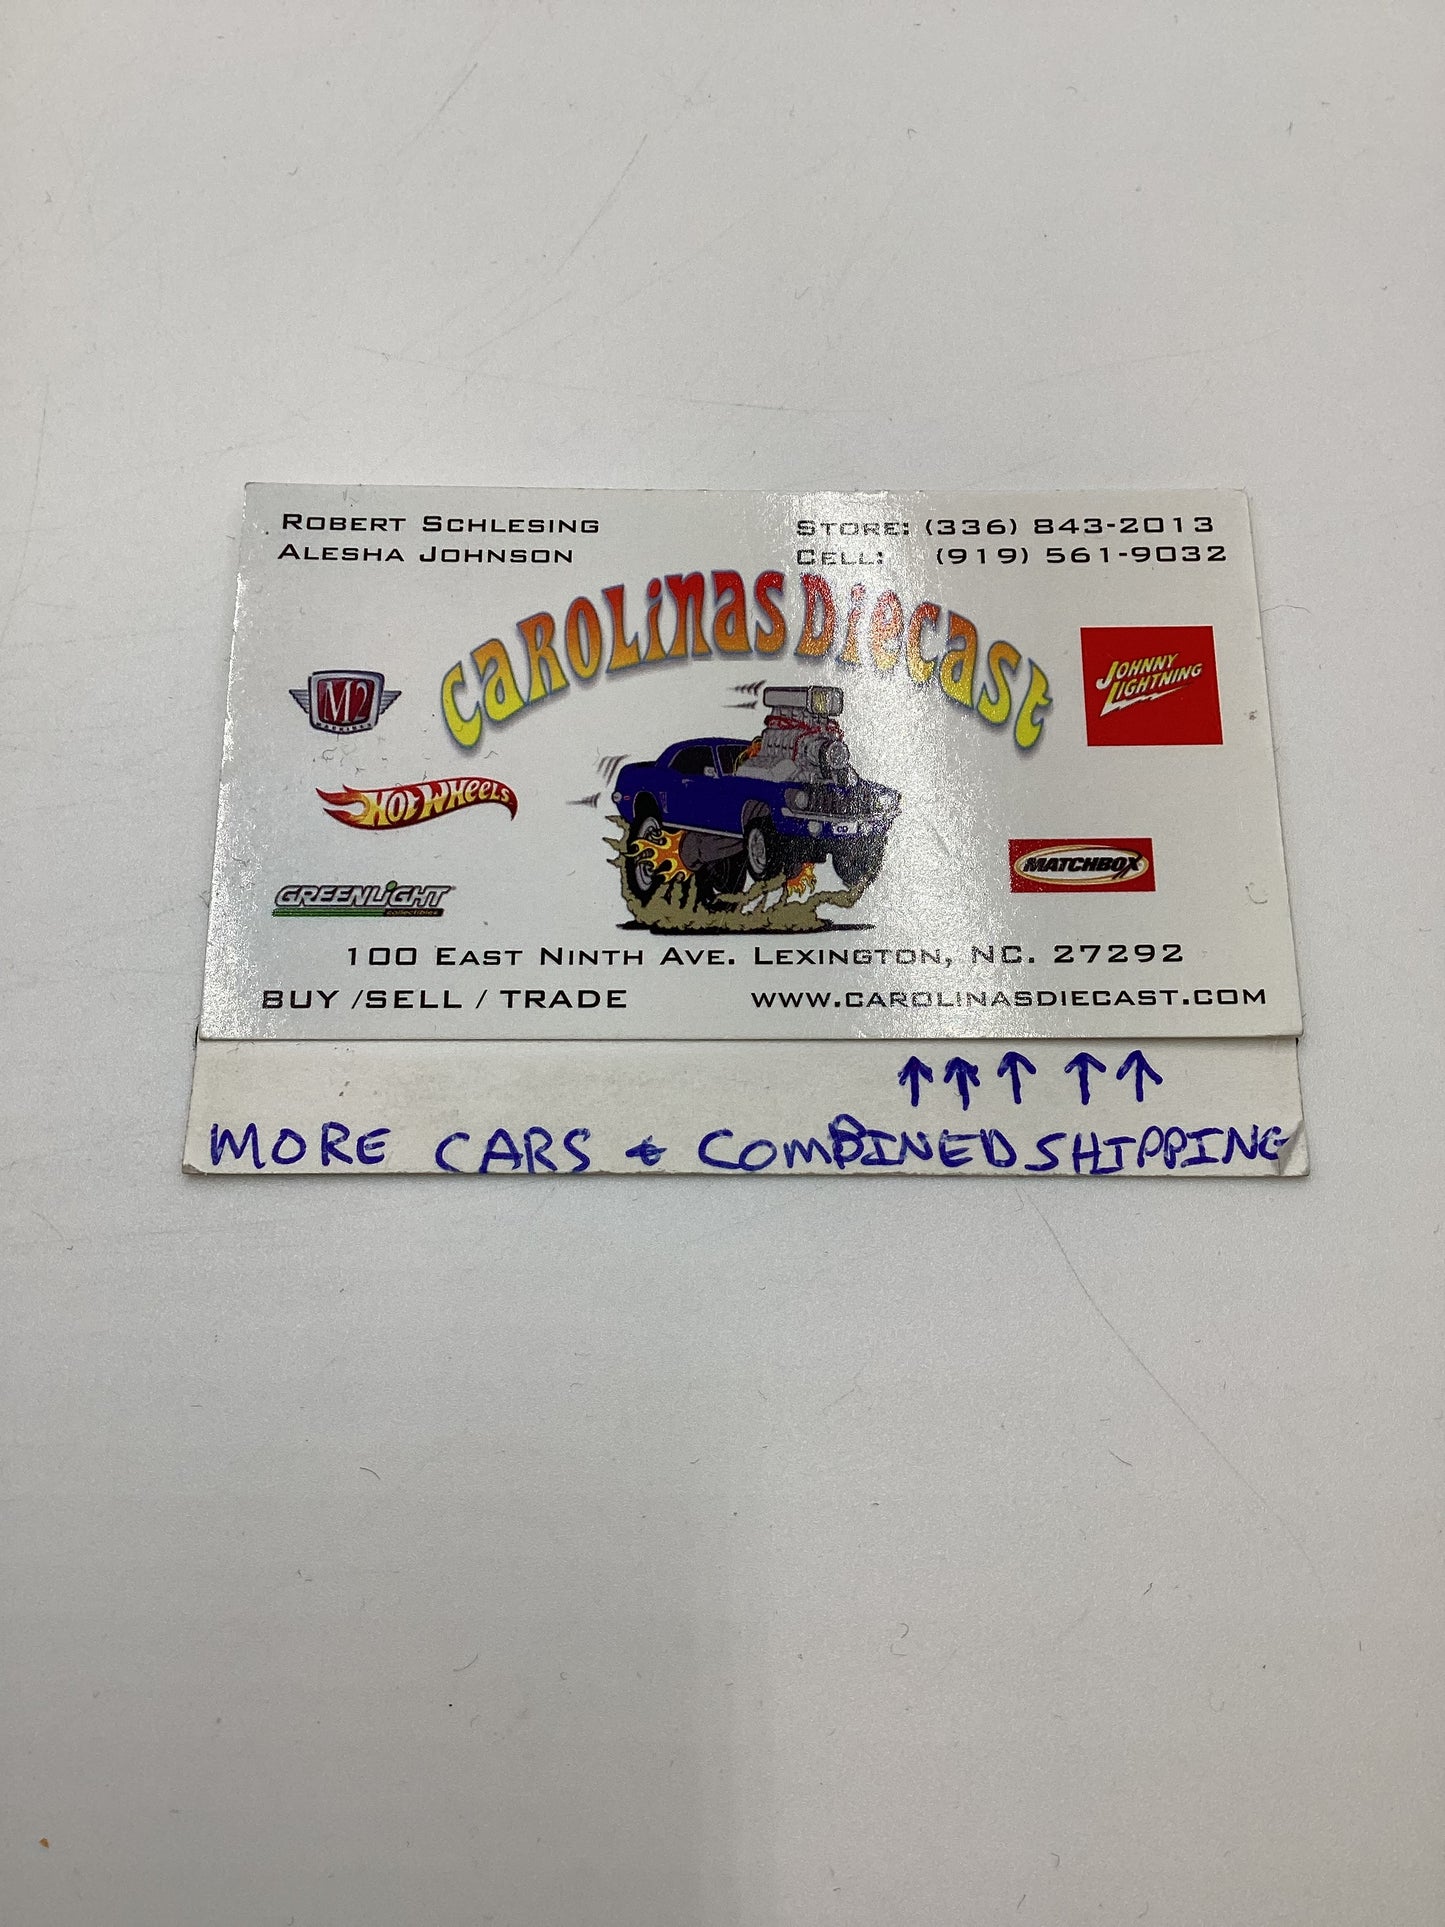 ROBERT SCHLESING
ALESHA JOHNSON
STORE: (336) 843-2013
CELL: (919) 561-9032
CAROLINAS DIECAST
M2
MACHINES
JOHNNY
LIGHTNING
HOT WHEELS
MATCHBOX
GREENLIGHT
collectibles
100 EAST NINTH AVE. LEXINGTON, NC. 27292
BUY /SELL / TRADE
WWW.CAROLINASDIECAST.COM
↑ ↑ ↑ ↑ ↑
MORE CARS & COMBINED SHIPPING